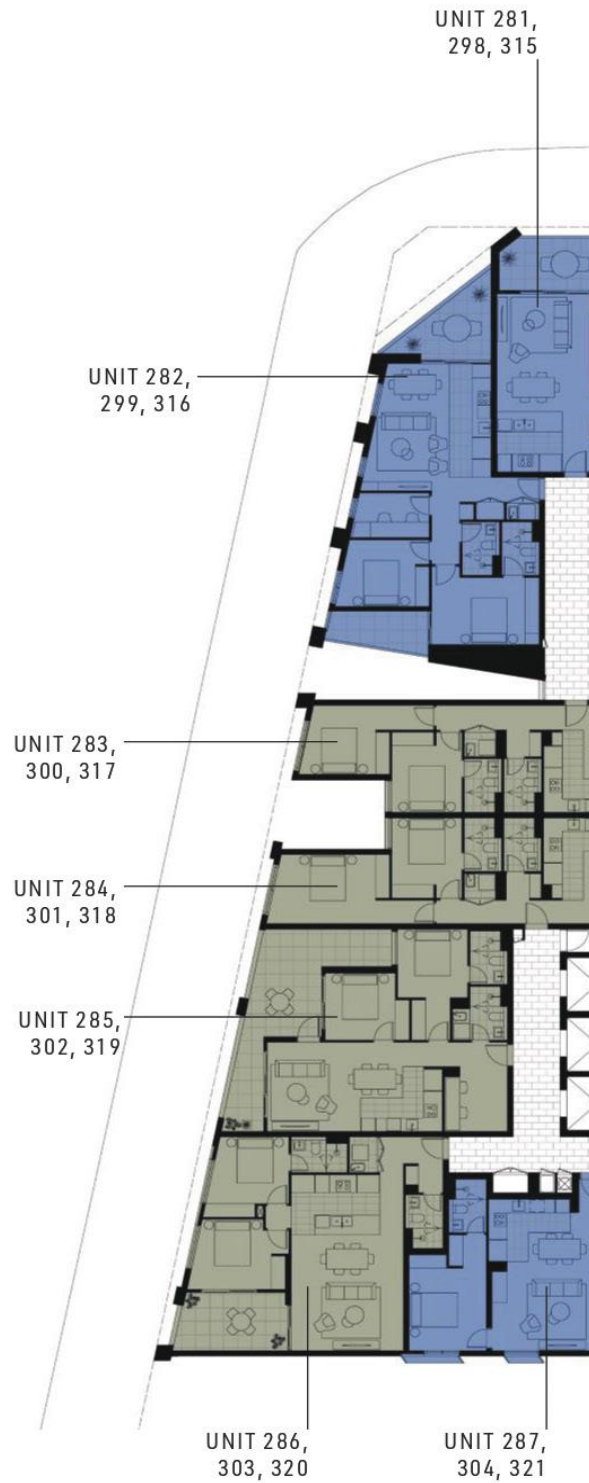 UNIT 281,
298, 315
UNIT 282,
299, 316
UNIT 283,
300, 317
UNIT 284,
301, 318
UNIT 285,
302, 319
UNIT 286,
303, 320
UNIT 287,
304, 321